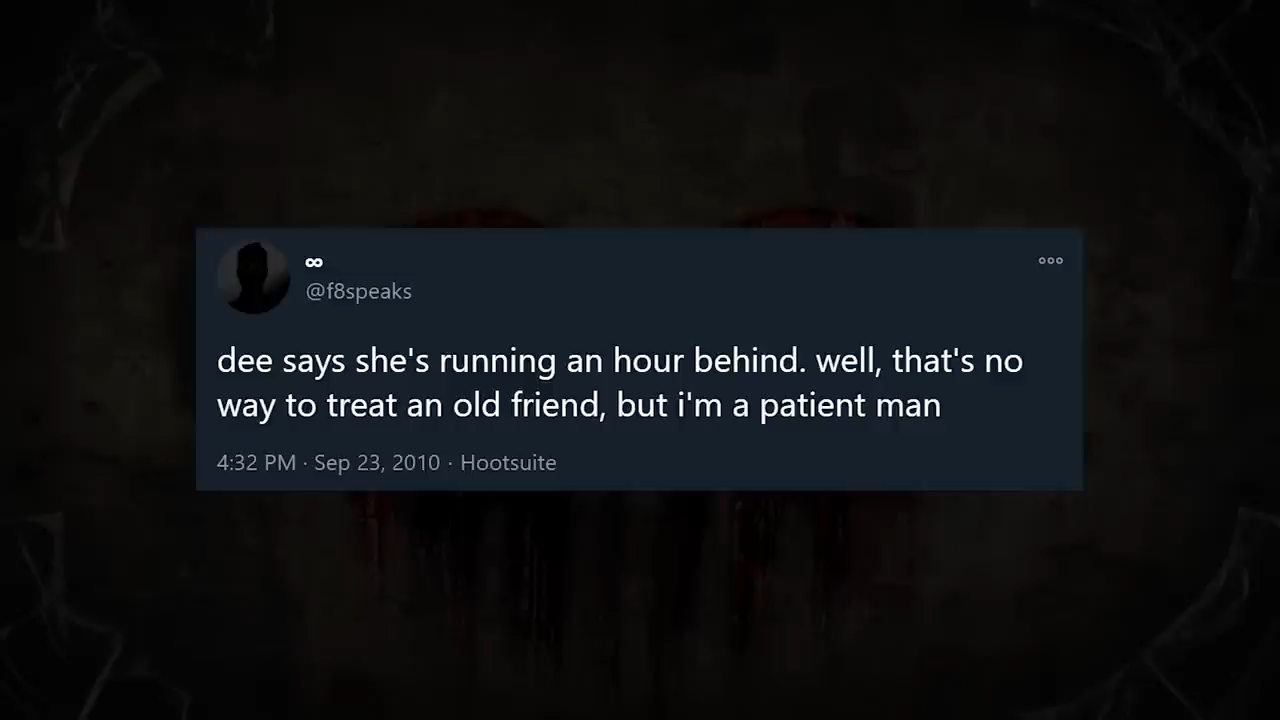 ∞
@f8speaks
dee says she's running an hour behind. well, that's no
way to treat an old friend, but i'm a patient man
4:32 PM · Sep 23, 2010 · Hootsuite